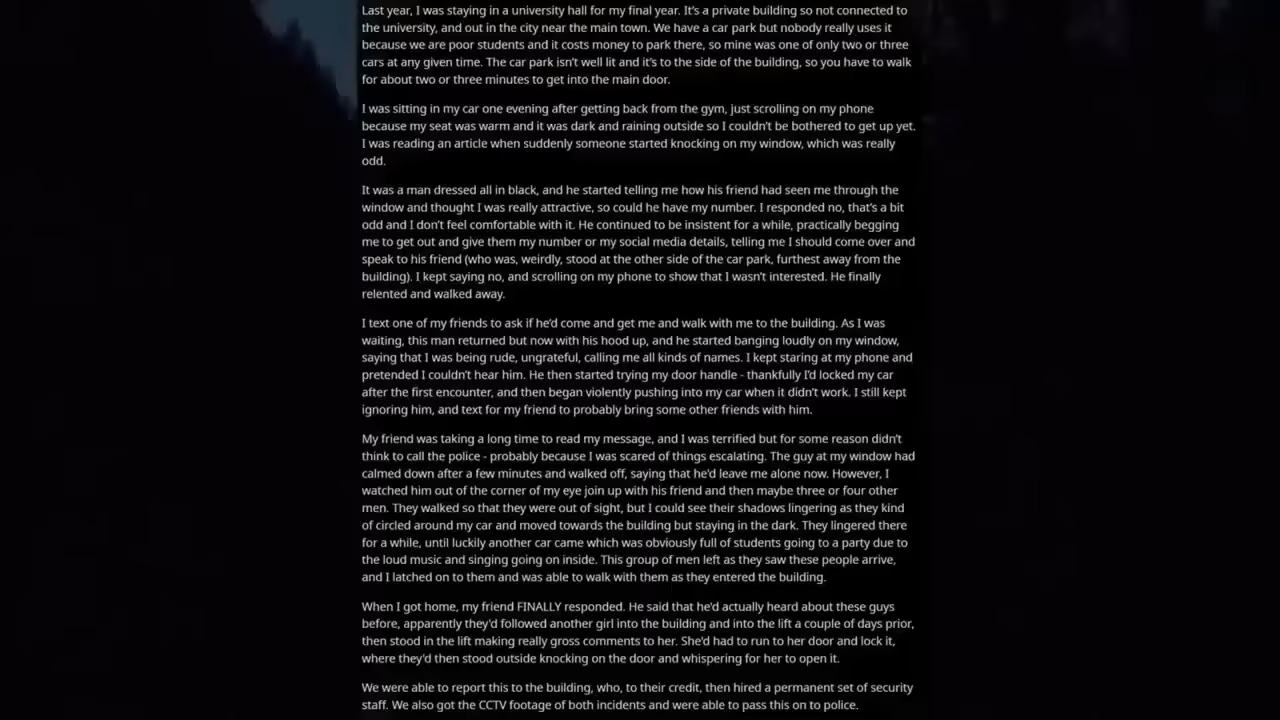 Last year, I was staying in a university hall for my final year. It's a private building so not connected to
the university, and out in the city near the main town. We have a car park but nobody really uses it
because we are poor students and it costs money to park there, so mine was one of only two or three
cars at any given time. The car park isn't well lit and it's to the side of the building, so you have to walk
for about two or three minutes to get into the main door.
I was sitting in my car one evening after getting back from the gym, just scrolling on my phone
because my seat was warm and it was dark and raining outside so I couldn't be bothered to get up yet.
I was reading an article when suddenly someone started knocking on my window, which was really
odd.
It was a man dressed all in black, and he started telling me how his friend had seen me through the
window and thought I was really attractive, so could he have my number. I responded no, that's a bit
odd and I don't feel comfortable with it. He continued to be insistent for a while, practically begging
me to get out and give them my number or my social media details, telling me I should come over and
speak to his friend (who was, weirdly, stood at the other side of the car park, furthest away from the
building). I kept saying no, and scrolling on my phone to show that I wasn't interested. He finally
relented and walked away.
I text one of my friends to ask if he'd come and get me and walk with me to the building. As I was
waiting, this man returned but now with his hood up, and he started banging loudly on my window,
saying that I was being rude, ungrateful, calling me all kinds of names. I kept staring at my phone and
pretended I couldn't hear him. He then started trying my door handle - thankfully I'd locked my car
after the first encounter, and then began violently pushing into my car when it didn't work. I still kept
ignoring him, and text for my friend to probably bring some other friends with him.
My friend was taking a long time to read my message, and I was terrified but for some reason didn't
think to call the police - probably because I was scared of things escalating. The guy at my window had
calmed down after a few minutes and walked off, saying that he'd leave me alone now. However, I
watched him out of the corner of my eye join up with his friend and then maybe three or four other
men. They walked so that they were out of sight, but I could see their shadows lingering as they kind
of circled around my car and moved towards the building but staying in the dark. They lingered there
for a while, until luckily another car came which was obviously full of students going to a party due to
the loud music and singing going on inside. This group of men left as they saw these people arrive,
and I latched on to them and was able to walk with them as they entered the building.
When I got home, my friend FINALLY responded. He said that he'd actually heard about these guys
before, apparently they'd followed another girl into the building and into the lift a couple of days prior,
then stood in the lift making really gross comments to her. She'd had to run to her door and lock it,
where they'd then stood outside knocking on the door and whispering for her to open it.
We were able to report this to the building, who, to their credit, then hired a permanent set of security
staff. We also got the CCTV footage of both incidents and were able to pass this on to police.